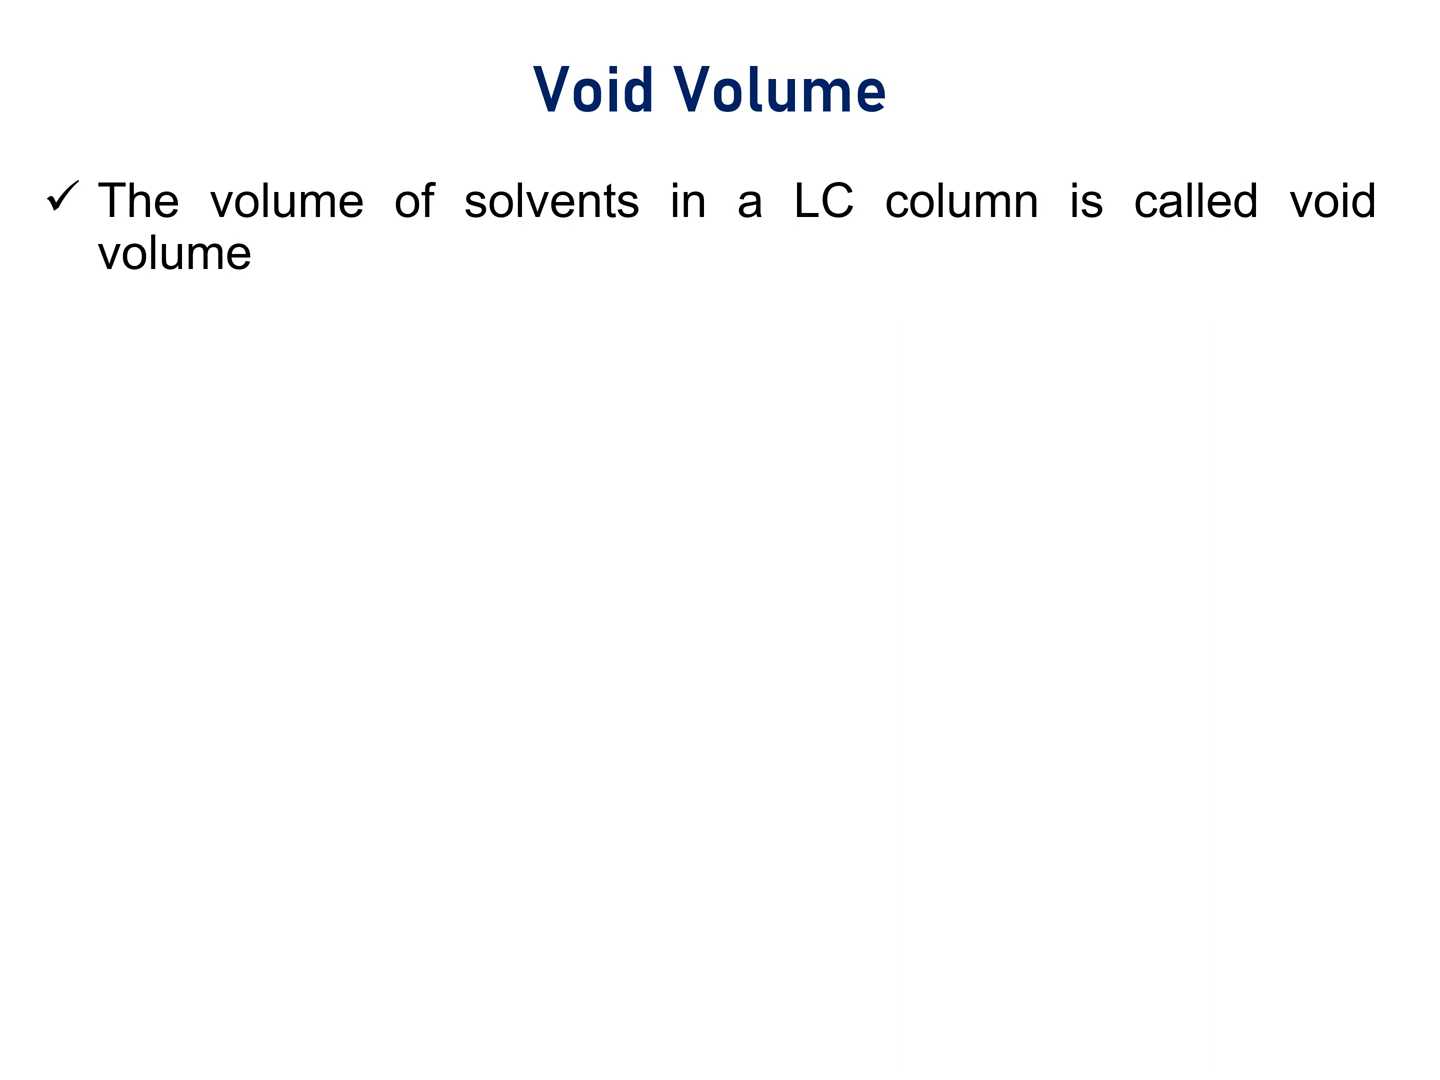 Void Volume
✓ The volume of solvents in a LC column is called void
volume